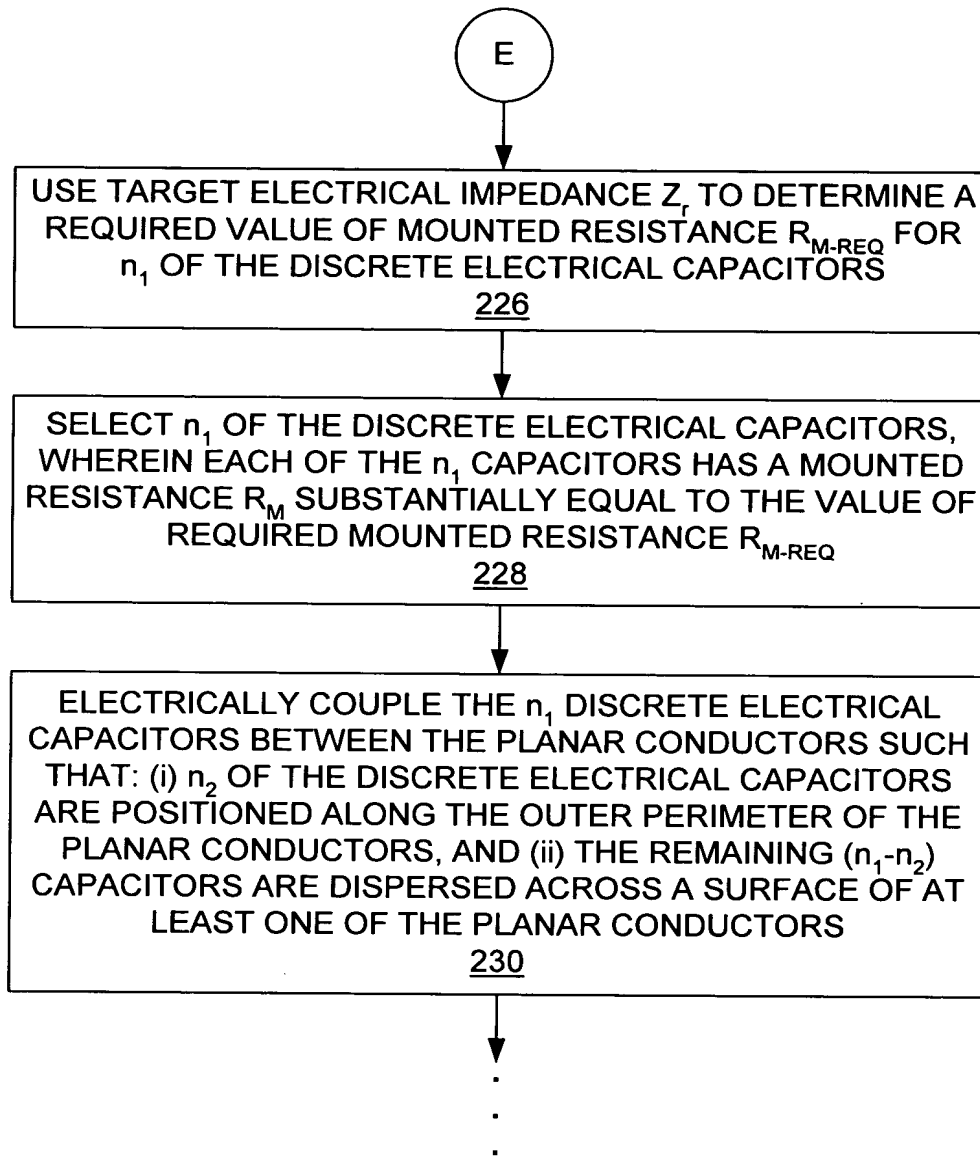 E
USE TARGET ELECTRICAL IMPEDANCE Zᵣ TO DETERMINE A
REQUIRED VALUE OF MOUNTED RESISTANCE R_M-REQ FOR
n₁ OF THE DISCRETE ELECTRICAL CAPACITORS
226
SELECT n₁ OF THE DISCRETE ELECTRICAL CAPACITORS,
WHEREIN EACH OF THE n₁ CAPACITORS HAS A MOUNTED
RESISTANCE R_M SUBSTANTIALLY EQUAL TO THE VALUE OF
REQUIRED MOUNTED RESISTANCE R_M-REQ
228
ELECTRICALLY COUPLE THE n₁ DISCRETE ELECTRICAL
CAPACITORS BETWEEN THE PLANAR CONDUCTORS SUCH
THAT: (i) n₂ OF THE DISCRETE ELECTRICAL CAPACITORS
ARE POSITIONED ALONG THE OUTER PERIMETER OF THE
PLANAR CONDUCTORS, AND (ii) THE REMAINING (n₁-n₂)
CAPACITORS ARE DISPERSED ACROSS A SURFACE OF AT
LEAST ONE OF THE PLANAR CONDUCTORS
230